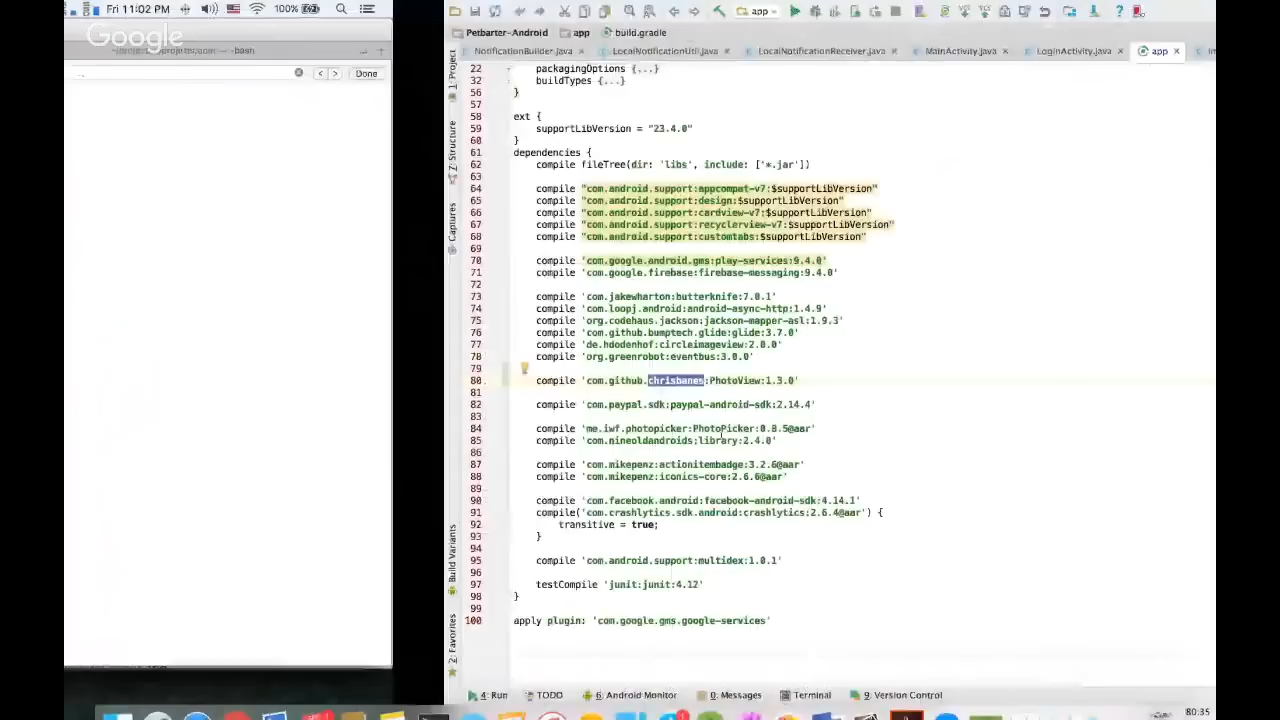 Fri 11:02 PM 100%
Google
Done
app
Petbarter-Android app build.gradle
NotificationBuilder.java LocalNotificationUtil.java LocalNotificationReceiver.java MainActivity.java LoginActivity.java app
1: Project
7: Structure
Captures
Build Variants
2: Favorites
22 packagingOptions {...}
32 buildTypes {...}
56 }
57
58 ext {
59 supportLibVersion = "23.4.0"
60 }
61 dependencies {
62 compile fileTree(dir: 'libs', include: ['*.jar'])
63
64 compile "com.android.support:appcompat-v7:$supportLibVersion"
65 compile "com.android.support:design:$supportLibVersion"
66 compile "com.android.support:cardview-v7:$supportLibVersion"
67 compile "com.android.support:recyclerview-v7:$supportLibVersion"
68 compile "com.android.support:customtabs:$supportLibVersion"
69
70 compile 'com.google.android.gms:play-services:9.4.0'
71 compile 'com.google.firebase:firebase-messaging:9.4.0'
72
73 compile 'com.jakewharton:butterknife:7.0.1'
74 compile 'com.loopj.android:android-async-http:1.4.9'
75 compile 'org.codehaus.jackson:jackson-mapper-asl:1.9.3'
76 compile 'com.github.bumptech.glide:glide:3.7.0'
77 compile 'de.hdodenhof:circleimageview:2.0.0'
78 compile 'org.greenrobot:eventbus:3.0.0'
79
80 compile 'com.github.chrisbanes:PhotoView:1.3.0'
81
82 compile 'com.paypal.sdk:paypal-android-sdk:2.14.4'
83
84 compile 'me.iwf.photopicker:PhotoPicker:0.8.5@aar'
85 compile 'com.nineoldandroids:library:2.4.0'
86
87 compile 'com.mikepenz:actionitembadge:3.2.6@aar'
88 compile 'com.mikepenz:iconics-core:2.6.6@aar'
89
90 compile 'com.facebook.android:facebook-android-sdk:4.14.1'
91 compile('com.crashlytics.sdk.android:crashlytics:2.6.4@aar') {
92 transitive = true;
93 }
94
95 compile 'com.android.support:multidex:1.0.1'
96
97 testCompile 'junit:junit:4.12'
98 }
99
100 apply plugin: 'com.google.gms.google-services'
4: Run TODO 6: Android Monitor 0: Messages Terminal 9: Version Control
80:35